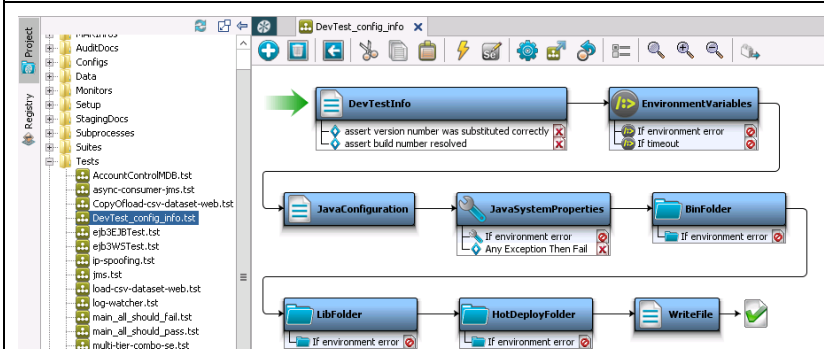 Project
Registry
MARInfos
AuditDocs
Configs
Data
Monitors
Setup
StagingDocs
Subprocesses
Suites
Tests
AccountControlMDB.tst
async-consumer-jms.tst
CopyOfload-csv-dataset-web.tst
DevTest_config_info.tst
ejb3EJBTest.tst
ejb3WSTest.tst
ip-spoofing.tst
jms.tst
load-csv-dataset-web.tst
log-watcher.tst
main_all_should_fail.tst
main_all_should_pass.tst
multi-tier-combo-se.tst
DevTest_config_info
DevTestInfo
assert version number was substituted correctly
assert build number resolved
EnvironmentVariables
If environment error
If timeout
JavaConfiguration
JavaSystemProperties
If environment error
Any Exception Then Fail
BinFolder
If environment error
LibFolder
If environment error
HotDeployFolder
If environment error
WriteFile